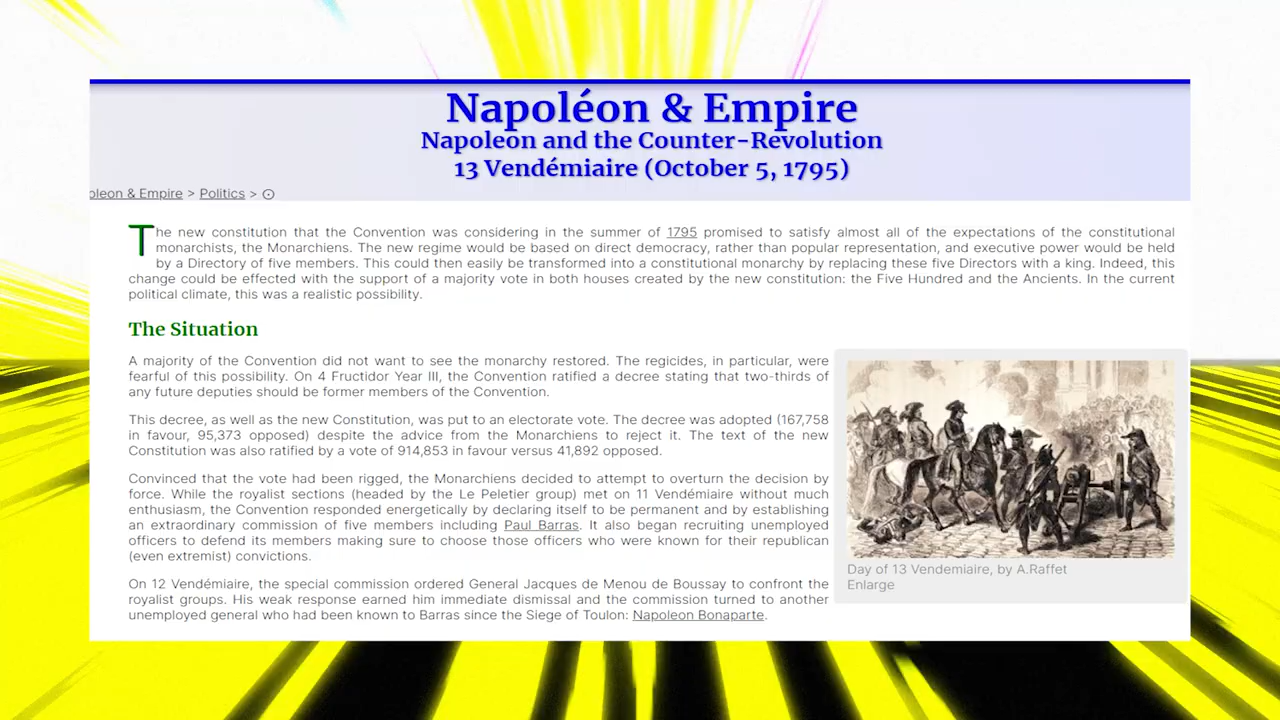 Napoléon & Empire
Napoleon and the Counter-Revolution
13 Vendémiaire (October 5, 1795)
oleon & Empire > Politics > ⊙
The new constitution that the Convention was considering in the summer of 1795 promised to satisfy almost all of the expectations of the constitutional
monarchists, the Monarchiens. The new regime would be based on direct democracy, rather than popular representation, and executive power would be held
by a Directory of five members. This could then easily be transformed into a constitutional monarchy by replacing these five Directors with a king. Indeed, this
change could be effected with the support of a majority vote in both houses created by the new constitution: the Five Hundred and the Ancients. In the current
political climate, this was a realistic possibility.
The Situation
A majority of the Convention did not want to see the monarchy restored. The regicides, in particular, were
fearful of this possibility. On 4 Fructidor Year III, the Convention ratified a decree stating that two-thirds of
any future deputies should be former members of the Convention.
This decree, as well as the new Constitution, was put to an electorate vote. The decree was adopted (167,758
in favour, 95,373 opposed) despite the advice from the Monarchiens to reject it. The text of the new
Constitution was also ratified by a vote of 914,853 in favour versus 41,892 opposed.
Convinced that the vote had been rigged, the Monarchiens decided to attempt to overturn the decision by
force. While the royalist sections (headed by the Le Peletier group) met on 11 Vendémiaire without much
enthusiasm, the Convention responded energetically by declaring itself to be permanent and by establishing
an extraordinary commission of five members including Paul Barras. It also began recruiting unemployed
officers to defend its members making sure to choose those officers who were known for their republican
(even extremist) convictions.
On 12 Vendémiaire, the special commission ordered General Jacques de Menou de Boussay to confront the
royalist groups. His weak response earned him immediate dismissal and the commission turned to another
unemployed general who had been known to Barras since the Siege of Toulon: Napoleon Bonaparte.
Day of 13 Vendemiaire, by A.Raffet
Enlarge